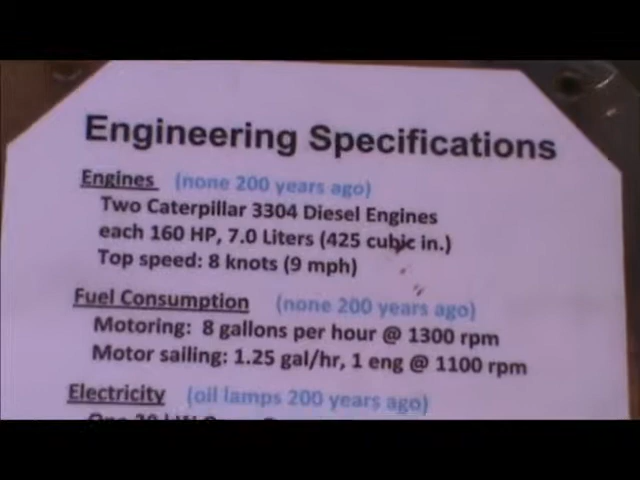 Engineering Specifications
Engines (none 200 years ago)
Two Caterpillar 3304 Diesel Engines
each 160 HP, 7.0 Liters (425 cubic in.)
Top speed: 8 knots (9 mph)
Fuel Consumption (none 200 years ago)
Motoring: 8 gallons per hour @ 1300 rpm
Motor sailing: 1.25 gal/hr, 1 eng @ 1100 rpm
Electricity (oil lamps 200 years ago)